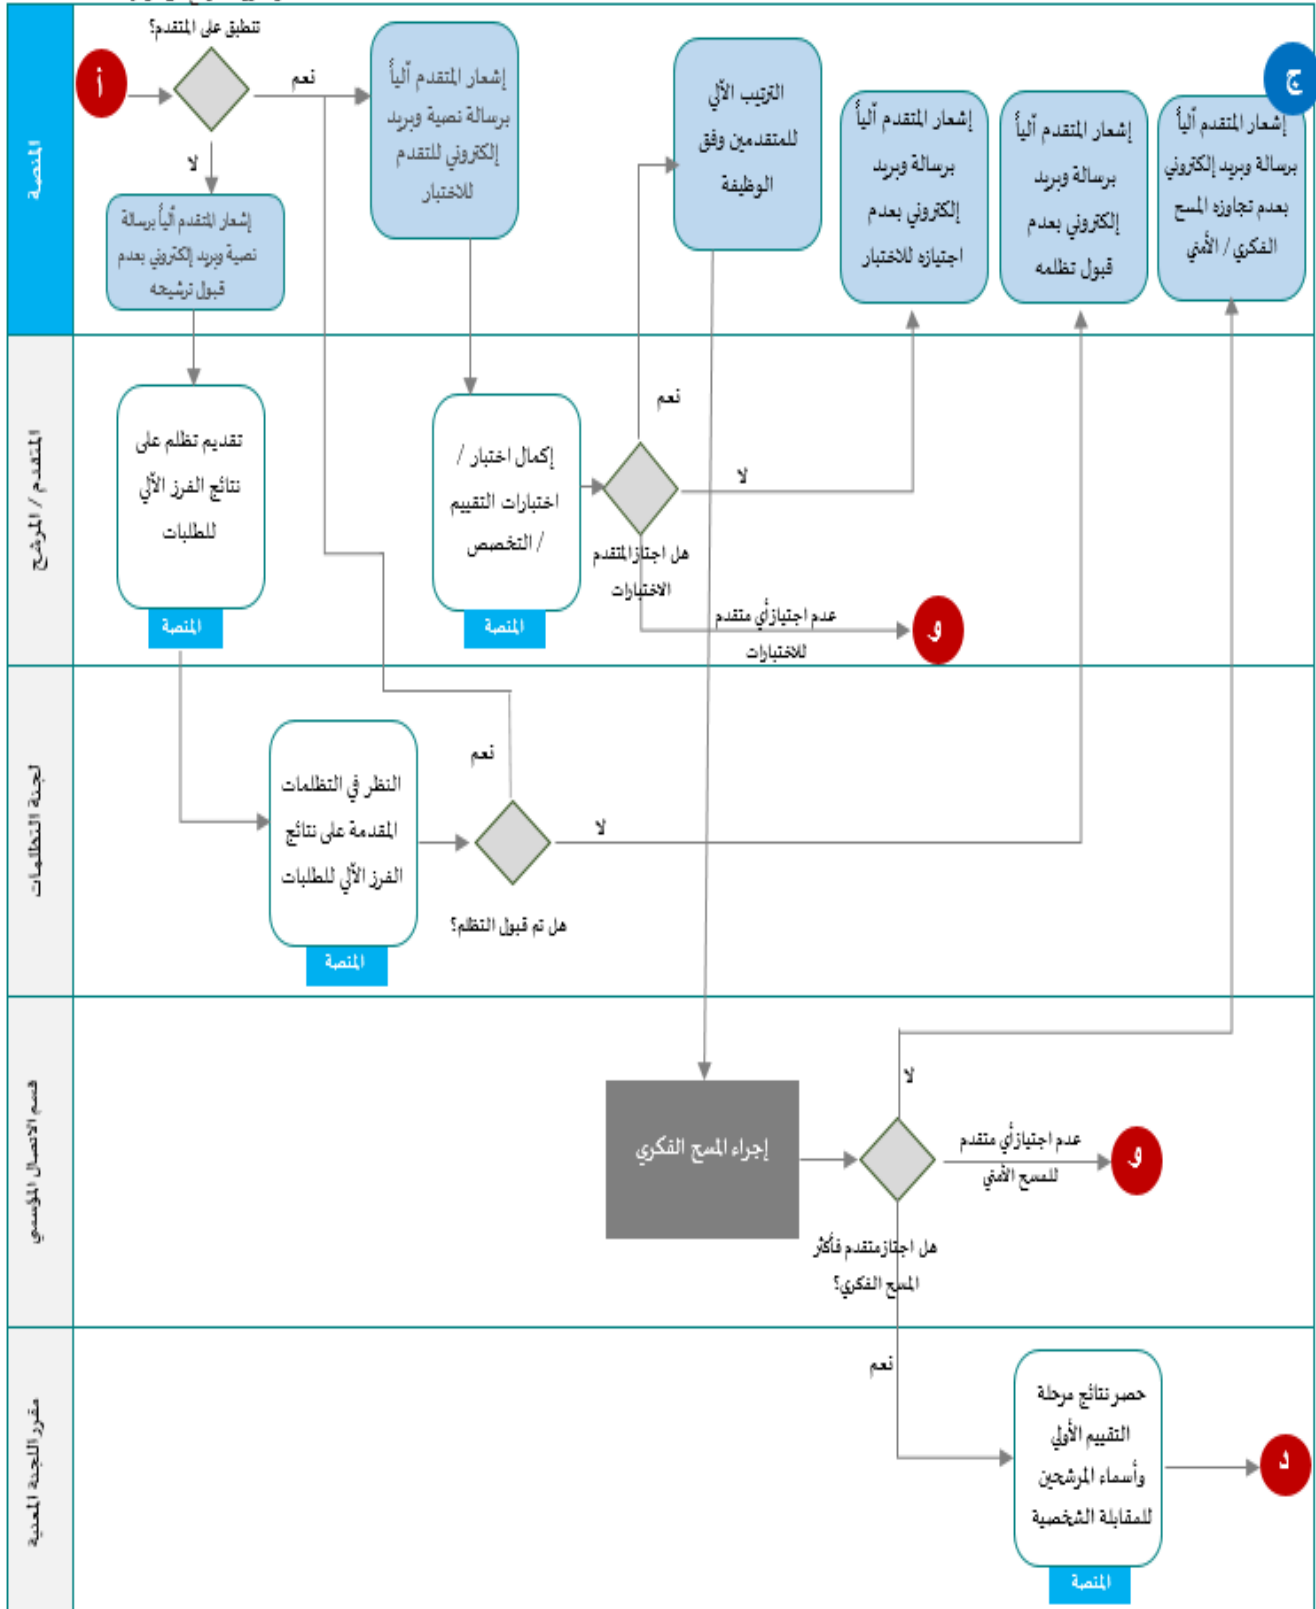 تنطبق على المتقدم؟
أ
نعم
لا
المنصة
إشعار المتقدم آلياً
برسالة نصية وبريد
إلكتروني للتقدم
للاختبار
إشعار المتقدم آلياً برسالة
نصية وبريد إلكتروني بعدم
قبول ترشيحه
الترتيب الآلي
للمتقدمين وفق
الوظيفة
إشعار المتقدم آلياً
برسالة وبريد
إلكتروني بعدم
اجتيازه للاختبار
إشعار المتقدم آلياً
برسالة وبريد
إلكتروني بعدم
قبول تظلمه
ج
إشعار المتقدم آلياً
برسالة وبريد إلكتروني
بعدم تجاوزه المسح
الفكري / الأمني
المتقدم / المرشح
تقديم تظلم على
نتائج الفرز الآلي
للطلبات
المنصة
إكمال اختبار /
اختبارات التقييم
/ التخصص
المنصة
نعم
لا
هل اجتاز المتقدم
الاختبارات
عدم اجتياز أي متقدم
للاختبارات
و
لجنة التظلمات
النظر في التظلمات
المقدمة على نتائج
الفرز الآلي للطلبات
المنصة
نعم
لا
هل تم قبول التظلم؟
قسم الاتصال المؤسسي
إجراء المسح الفكري
لا
عدم اجتياز أي متقدم
للمسح الأمني
و
هل اجتاز متقدم فأكثر
المسح الفكري؟
مقرر اللجنة المعنية
نعم
حصر نتائج مرحلة
التقييم الأولي
وأسماء المرشحين
للمقابلة الشخصية
المنصة
د